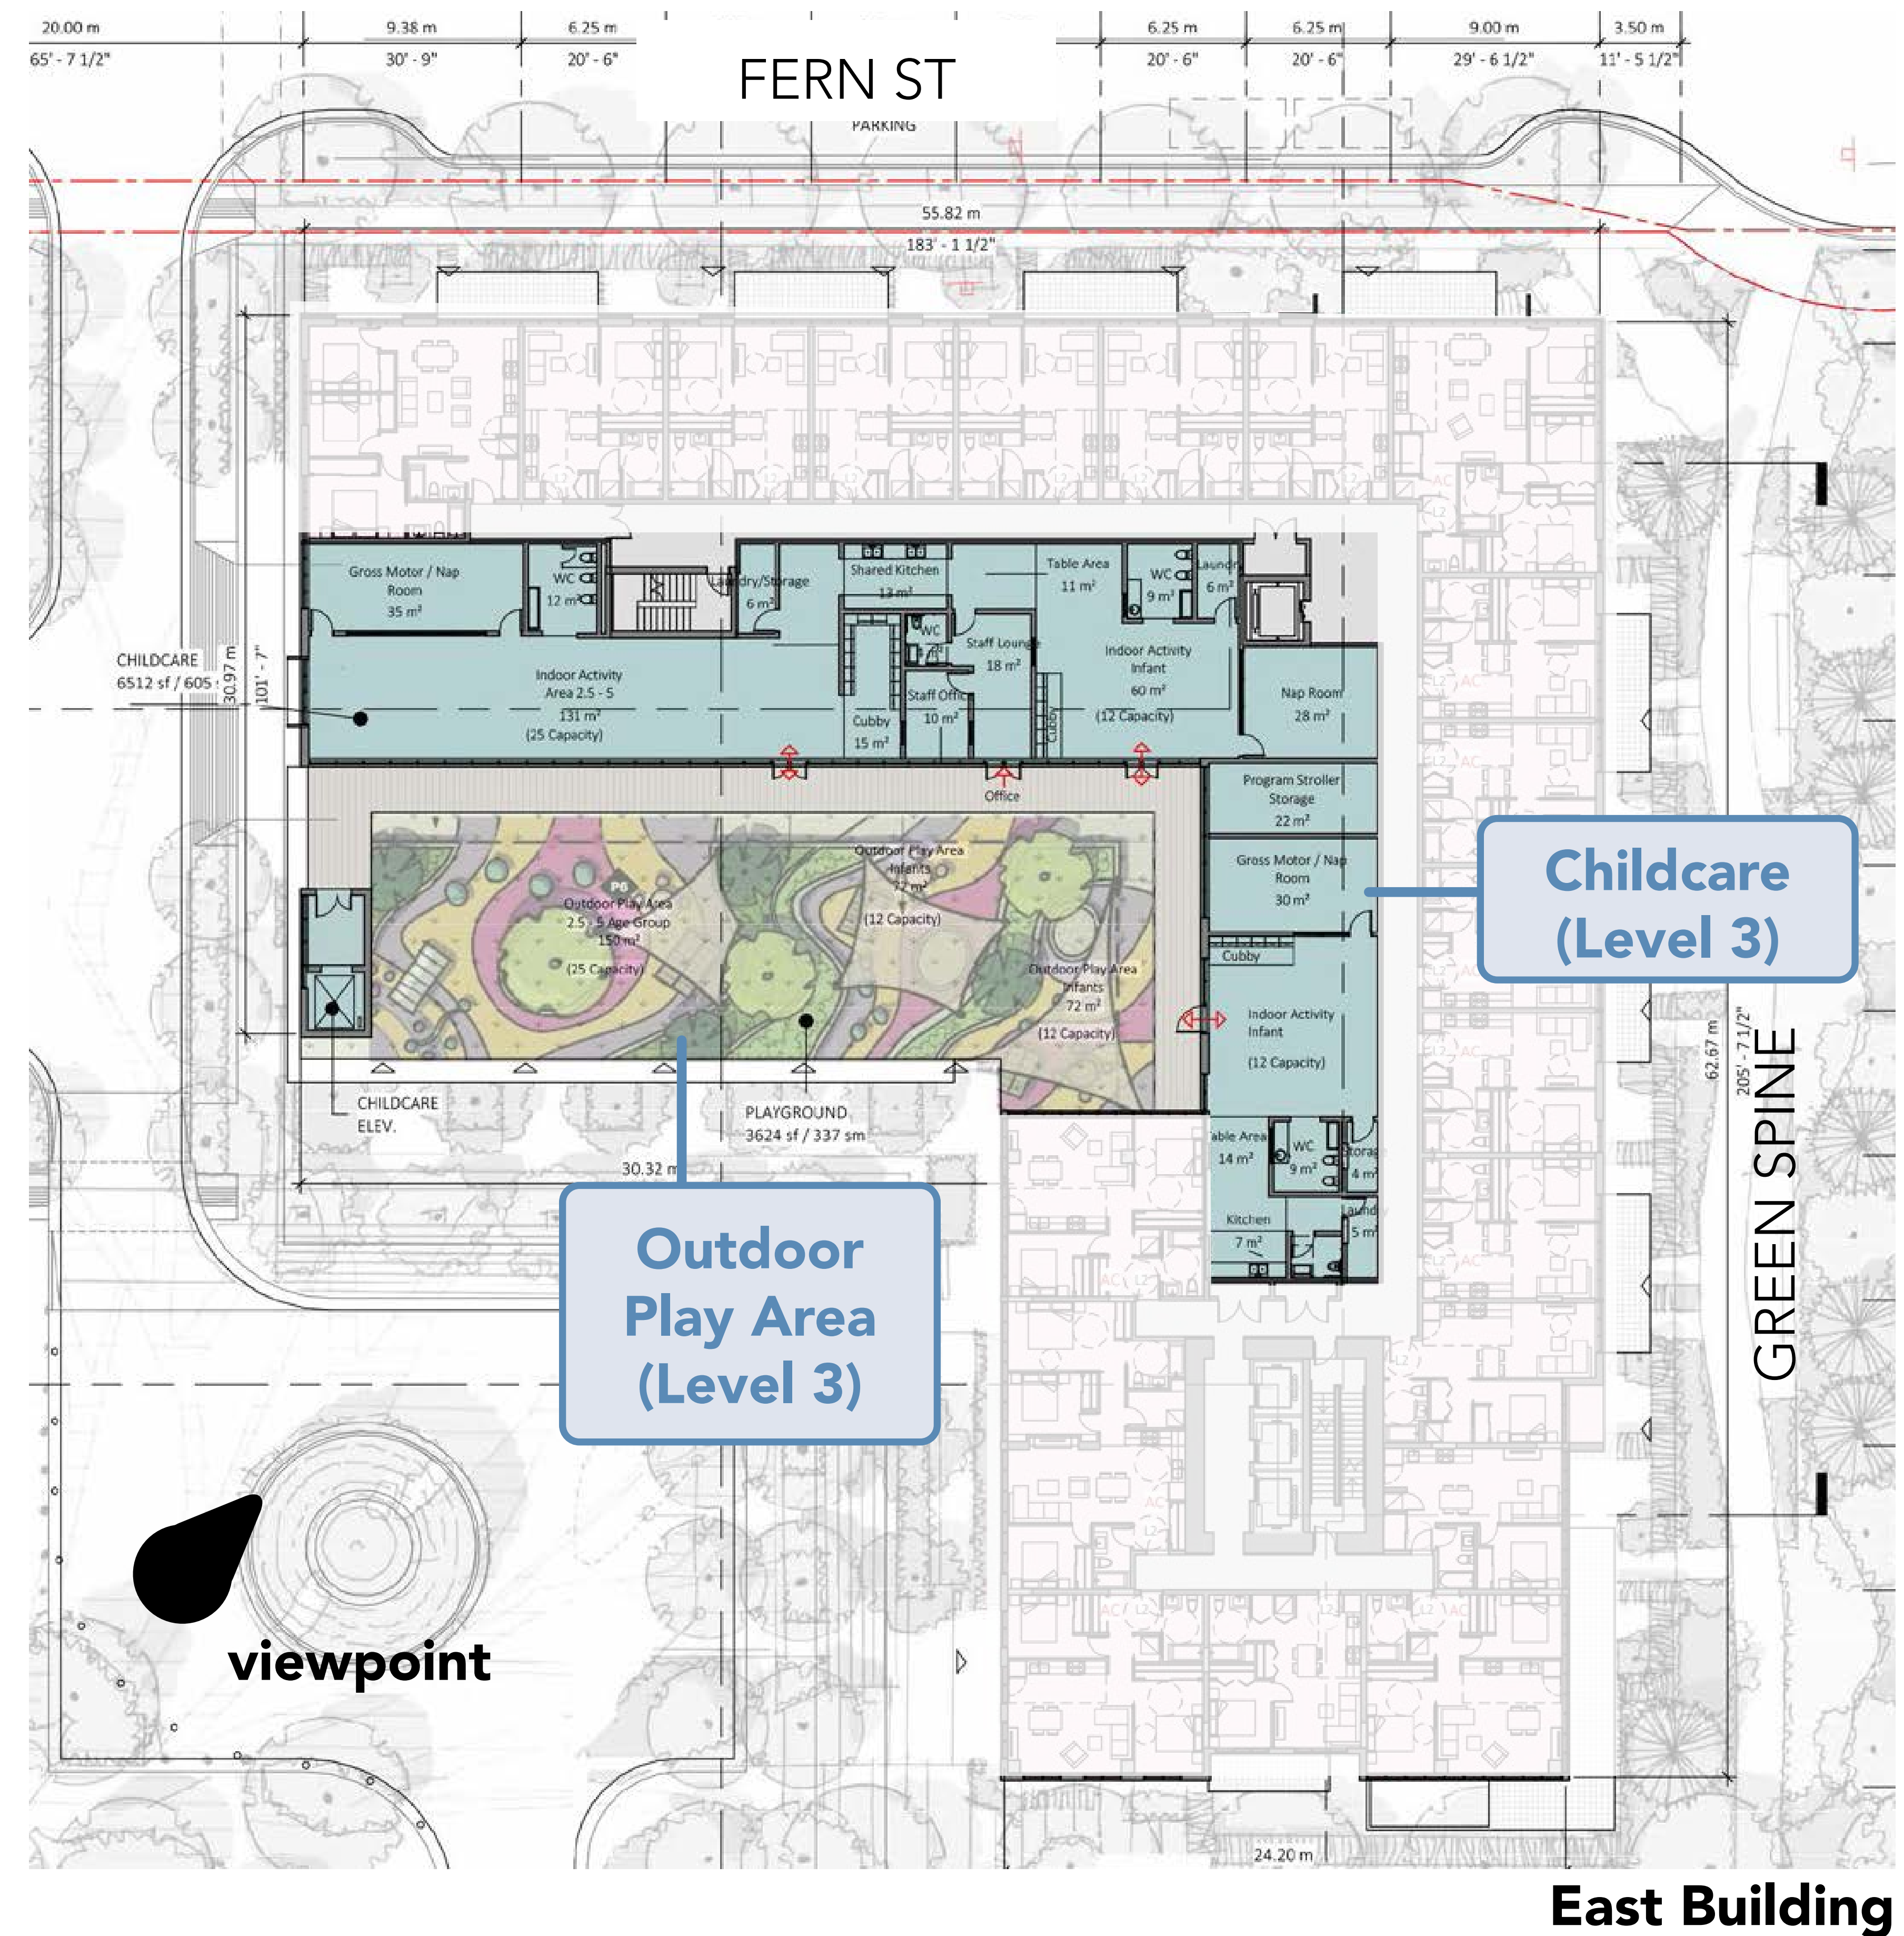 20.00 m
9.38 m
6.25 m
6.25 m
6.25 m
9.00 m
3.50 m
65' - 7 1/2"
30' - 9"
20' - 6"
20' - 6"
20' - 6"
29' - 6 1/2"
11' - 5 1/2"
FERN ST
PARKING
55.82 m
183' - 1 1/2"
Gross Motor / Nap
Room
35 m²
WC
12 m²
Laundry/Storage
6 m²
Shared Kitchen
13 m²
Table Area
11 m²
WC
9 m²
6 m²
CHILDCARE
6512 sf / 605
30.97 m
101' - 7"
Indoor Activity
Area 2.5 - 5
131 m²
(25 Capacity)
Cubby
15 m²
WC
Staff Lounge
18 m²
Staff Offic
10 m²
Cubby
Indoor Activity
Infant
60 m²
(12 Capacity)
Nap Room
28 m²
Office
Program Stroller
Storage
22 m²
Gross Motor / Nap
Room
30 m²
Childcare
(Level 3)
P6
Outdoor Play Area
2.5 - 5 Age Group
150 m²
(25 Capacity)
Outdoor Play Area
Infants
72 m²
(12 Capacity)
Outdoor Play Area
Infants
72 m²
(12 Capacity)
Cubby
Indoor Activity
Infant
(12 Capacity)
CHILDCARE
ELEV.
PLAYGROUND
3624 sf / 337 sm
30.32 m
able Area
14 m²
WC
9 m²
Storag
4 m²
Kitchen
7 m²
aund
5 m²
62.67 m
205' - 7 1/2"
GREEN SPINE
Outdoor
Play Area
(Level 3)
AC
L2
viewpoint
24.20 m
East Building